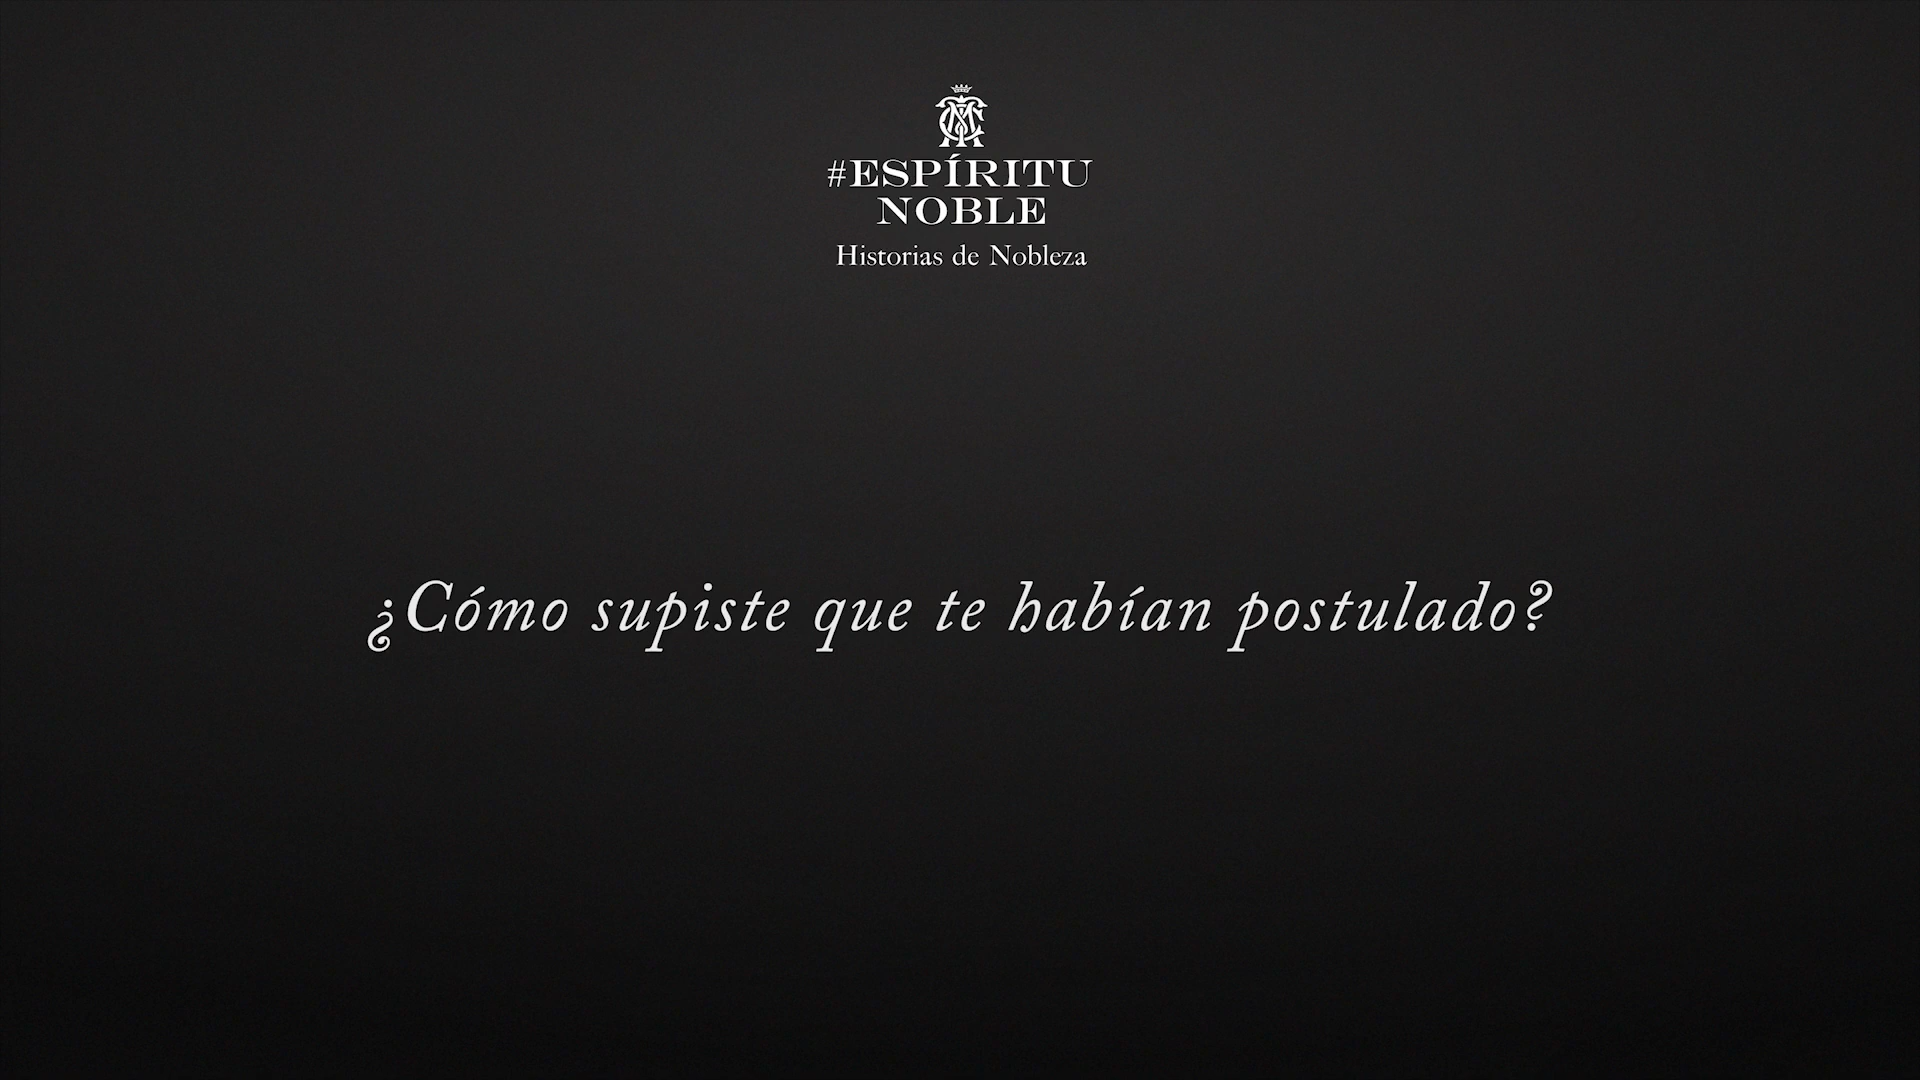 #ESPÍRITU
NOBLE
Historias de Nobleza
¿Cómo supiste que te habían postulado?